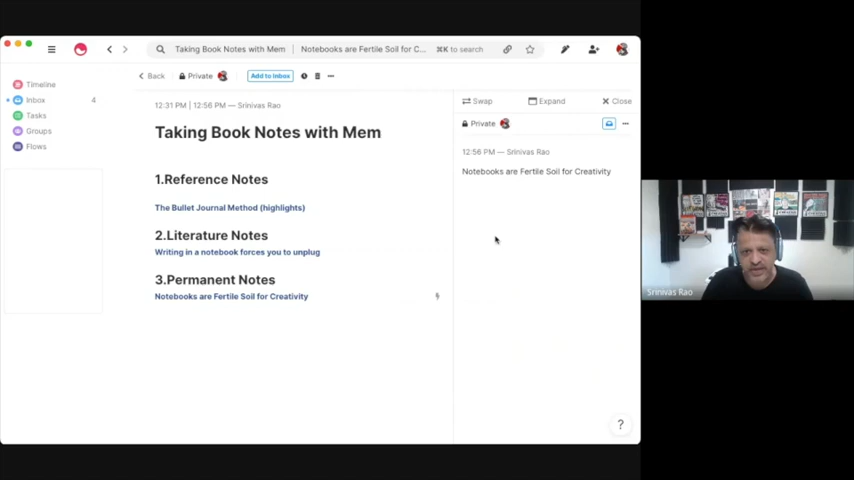 Taking Book Notes with Mem
Notebooks are Fertile Soil for C...
⌘K to search
Back
Private
Add to Inbox
Timeline
Inbox
4
Tasks
Groups
Flows
12:31 PM | 12:56 PM — Srinivas Rao
Taking Book Notes with Mem
1.Reference Notes
The Bullet Journal Method (highlights)
2.Literature Notes
Writing in a notebook forces you to unplug
3.Permanent Notes
Notebooks are Fertile Soil for Creativity
Swap
Expand
Close
Private
12:56 PM — Srinivas Rao
Notebooks are Fertile Soil for Creativity
?
Srinivas Rao